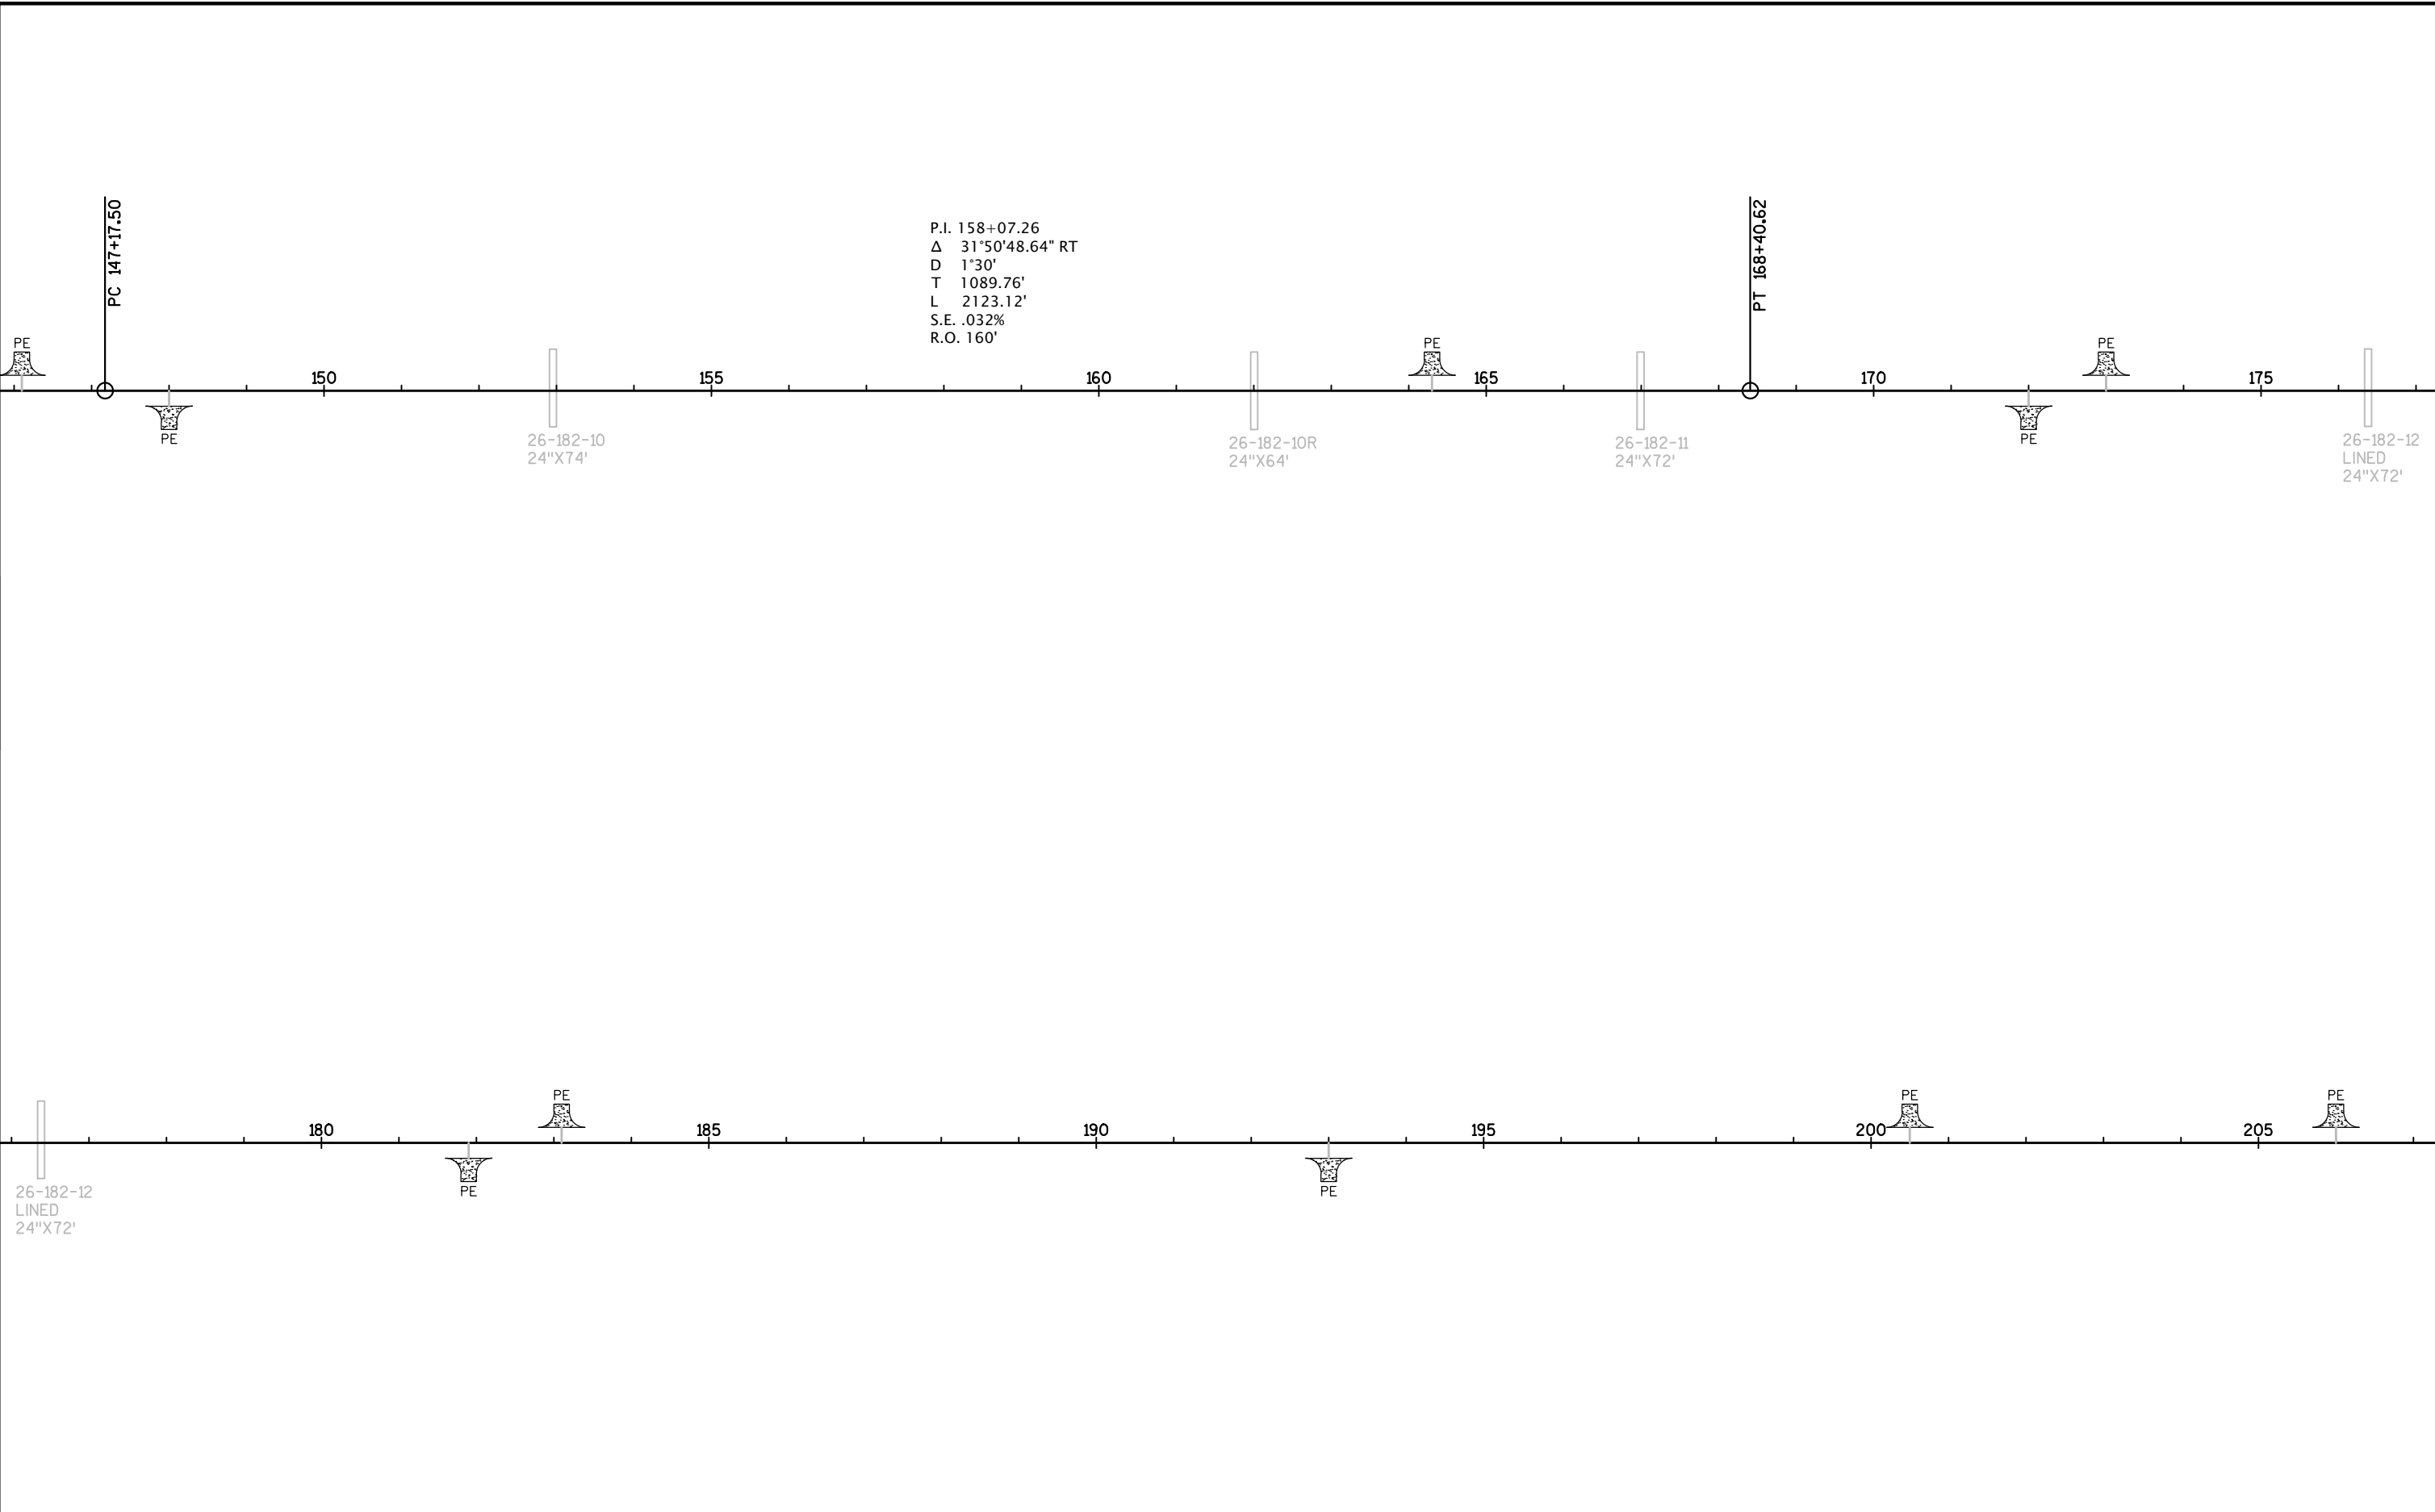 PC 147+17.50
P.I. 158+07.26
Δ 31°50'48.64" RT
D 1°30'
T 1089.76'
L 2123.12'
S.E. .032%
R.O. 160'
PT 168+40.62
PE
PE
PE
150
155
160
165
170
175
PE
PE
26-182-10
24"X74'
26-182-10R
24"X64'
26-182-11
24"X72'
26-182-12
LINED
24"X72'
PE
PE
PE
180
185
190
195
200
205
26-182-12
LINED
24"X72'
PE
PE